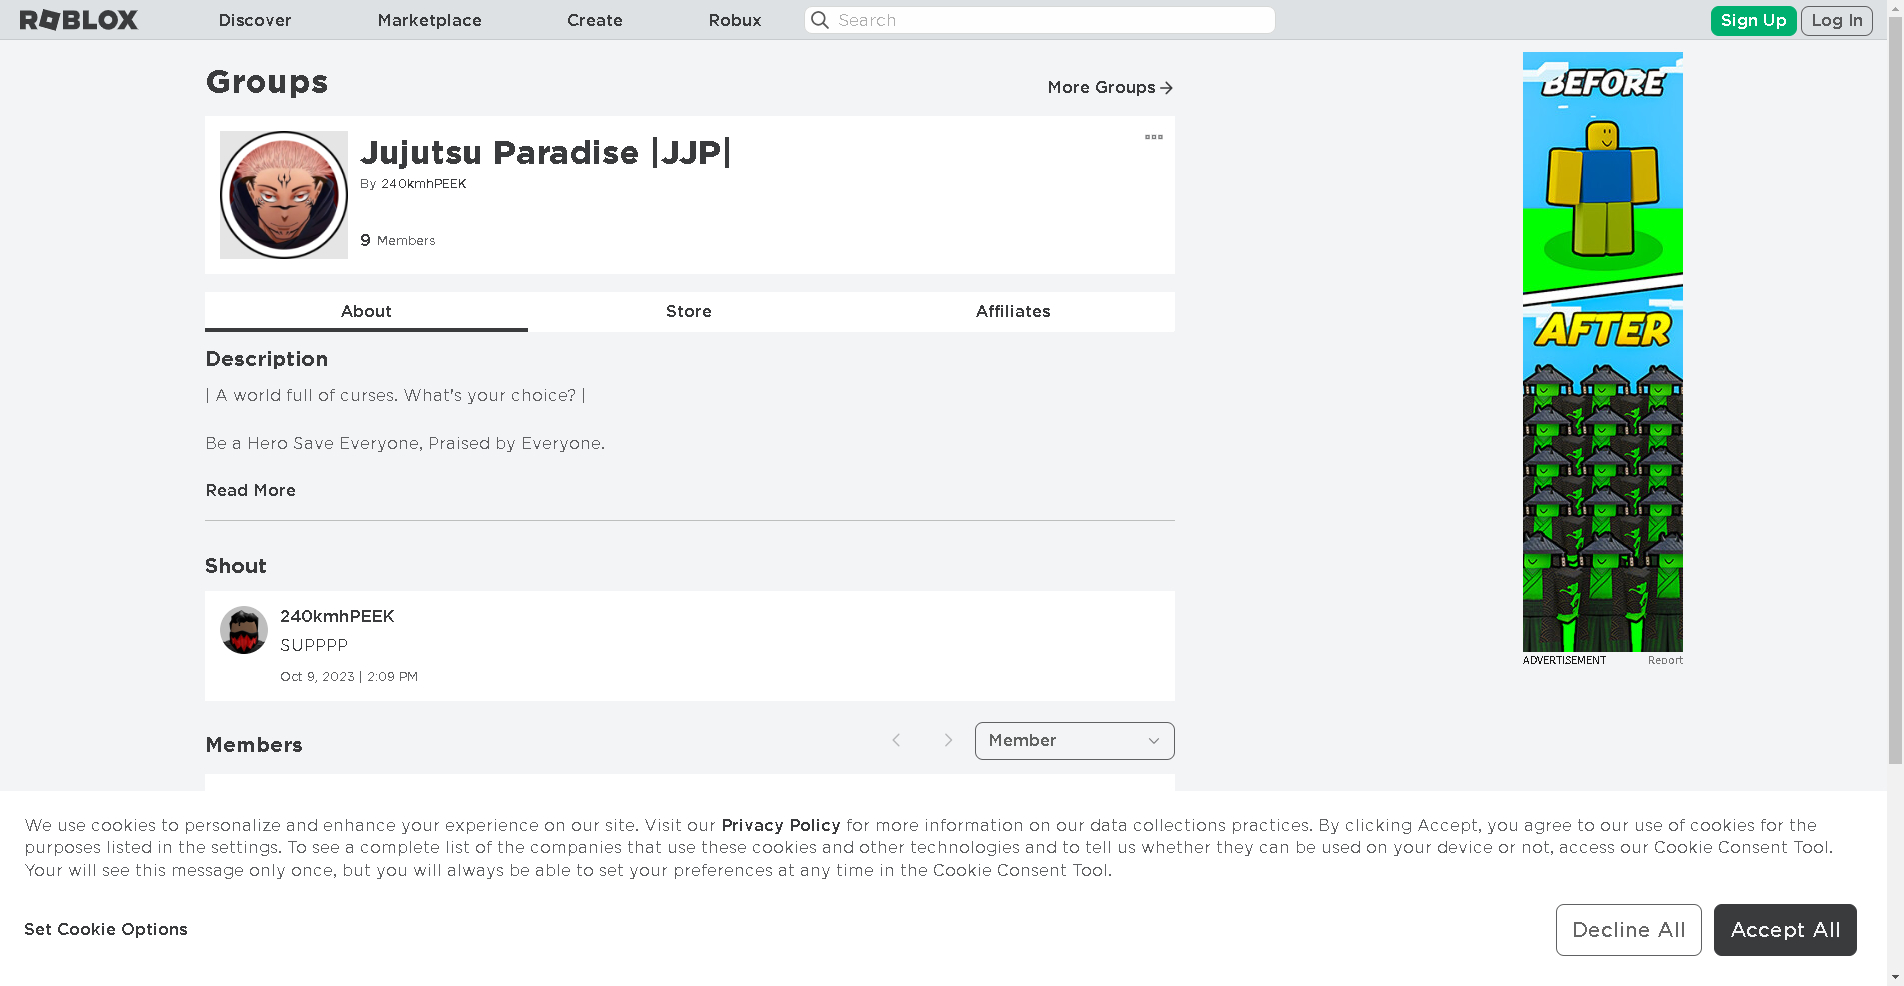 ROBLOX Discover Marketplace Create Robux Search Sign Up Log In
Groups
More Groups
Jujutsu Paradise |JJP|
By 240kmhPEEK
9 Members
About Store Affiliates
Description
| A world full of curses. What's your choice? |
Be a Hero Save Everyone, Praised by Everyone.
Read More
Shout
240kmhPEEK
SUPPPP
Oct 9, 2023 | 2:09 PM
Members
Member
BEFORE
AFTER
ADVERTISEMENT Report
We use cookies to personalize and enhance your experience on our site. Visit our Privacy Policy for more information on our data collections practices. By clicking Accept, you agree to our use of cookies for the
purposes listed in the settings. To see a complete list of the companies that use these cookies and other technologies and to tell us whether they can be used on your device or not, access our Cookie Consent Tool.
Your will see this message only once, but you will always be able to set your preferences at any time in the Cookie Consent Tool.
Set Cookie Options
Decline All
Accept All